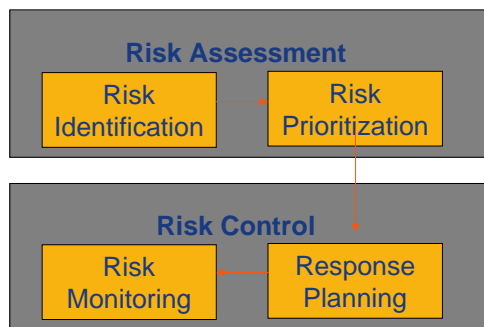 Risk Assessment
Risk
Identification
Risk
Prioritization
Risk Control
Risk
Monitoring
Response
Planning